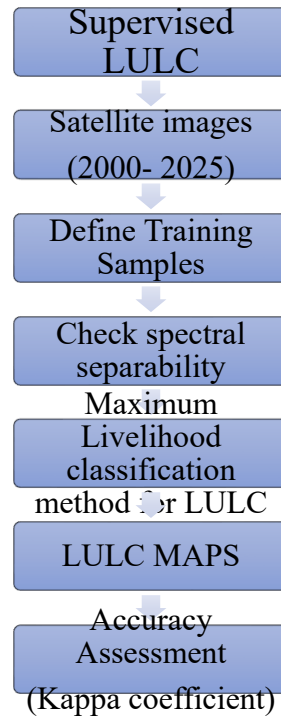 Supervised
LULC
Satellite images
(2000- 2025)
Define Training
Samples
Check spectral
separability
Maximum
Livelihood
classification
method for LULC
LULC MAPS
Accuracy
Assessment
(Kappa coefficient)